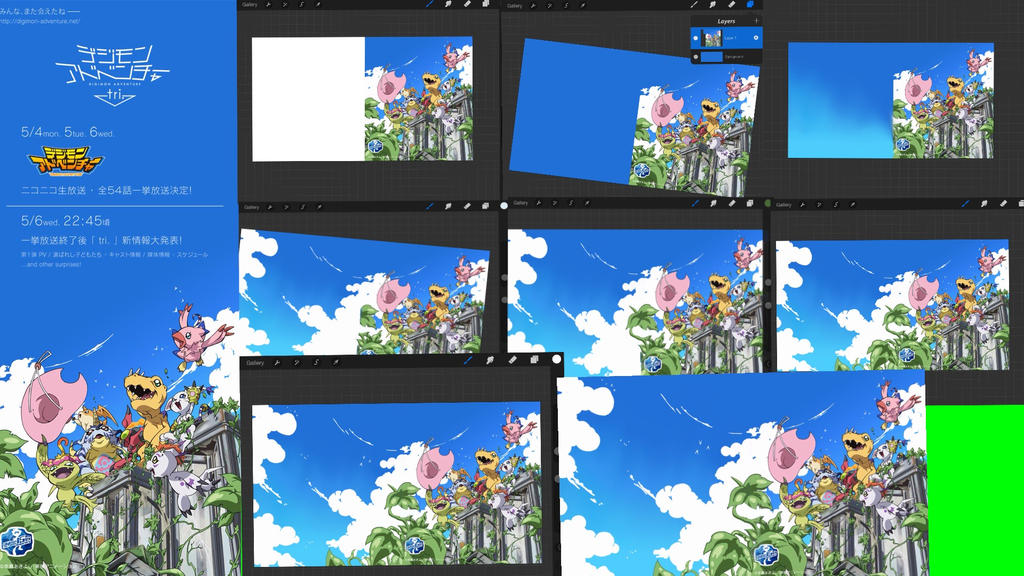 みんな、また会えたね ――
http://digimon-adventure.net/
デジモン
アドベンチャー
DIGIMON ADVENTURE
tri.
5/4mon. 5tue. 6wed.
デジモン
アドベンチャー
ニコニコ生放送・全54話一挙放送決定!
5/6wed. 22:45頃
一挙放送終了後「tri.」新情報大発表!
第1弾 PV / 選ばれし子どもたち・キャスト情報 / 媒体情報・スケジュール
...and other surprises!
Gallery
Gallery
Layers
Layer 1
Background
Gallery
Gallery
Gallery
Gallery
Gallery